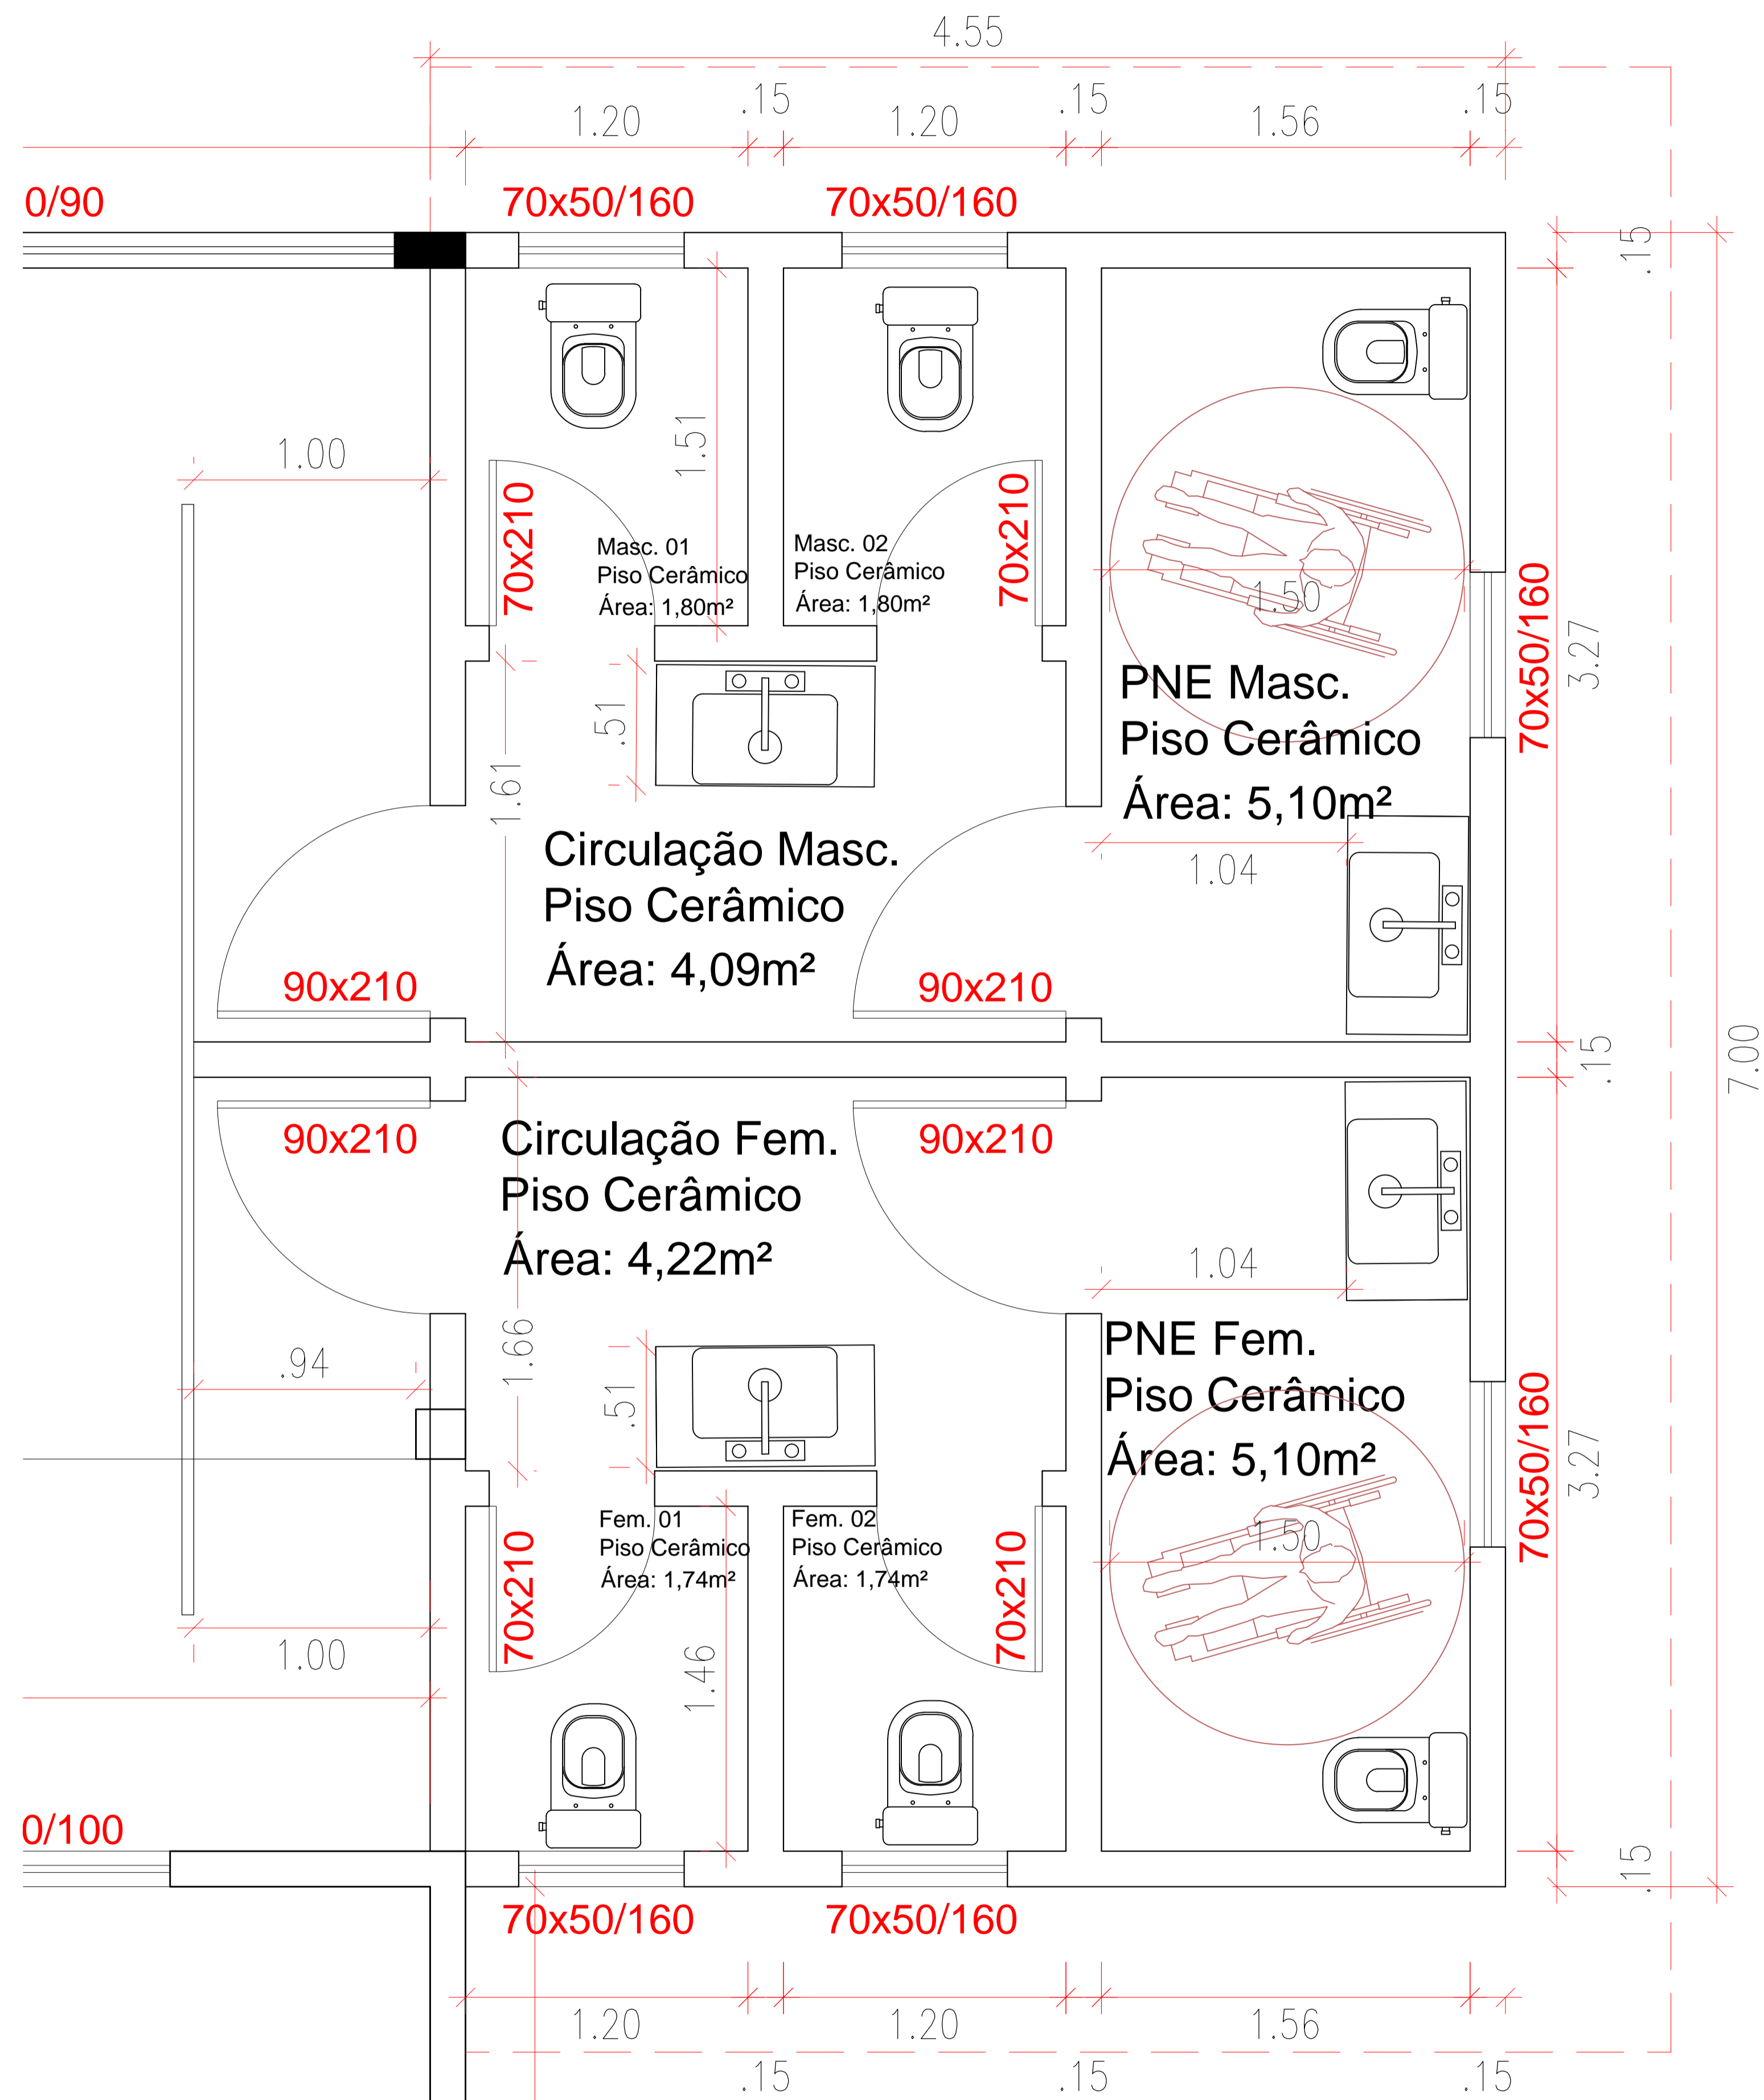 4.55
1.20
.15
1.20
.15
1.56
.15
0/90
70x50/160
70x50/160
.15
1.00
1.51
70x210
70x210
Masc. 01
Piso Cerâmico
Área: 1,80m²
Masc. 02
Piso Cerâmico
Área: 1,80m²
1.50
70x50/160
3.27
PNE Masc.
Piso Cerâmico
Área: 5,10m²
.51
1.61
1.04
Circulação Masc.
Piso Cerâmico
Área: 4,09m²
90x210
90x210
.15
7.00
90x210
90x210
Circulação Fem.
Piso Cerâmico
Área: 4,22m²
1.04
1.66
.94
.51
PNE Fem.
Piso Cerâmico
Área: 5,10m²
70x50/160
3.27
1.50
Fem. 01
Piso Cerâmico
Área: 1,74m²
Fem. 02
Piso Cerâmico
Área: 1,74m²
70x210
70x210
1.00
1.46
0/100
.15
70x50/160
70x50/160
1.20
.15
1.20
.15
1.56
.15